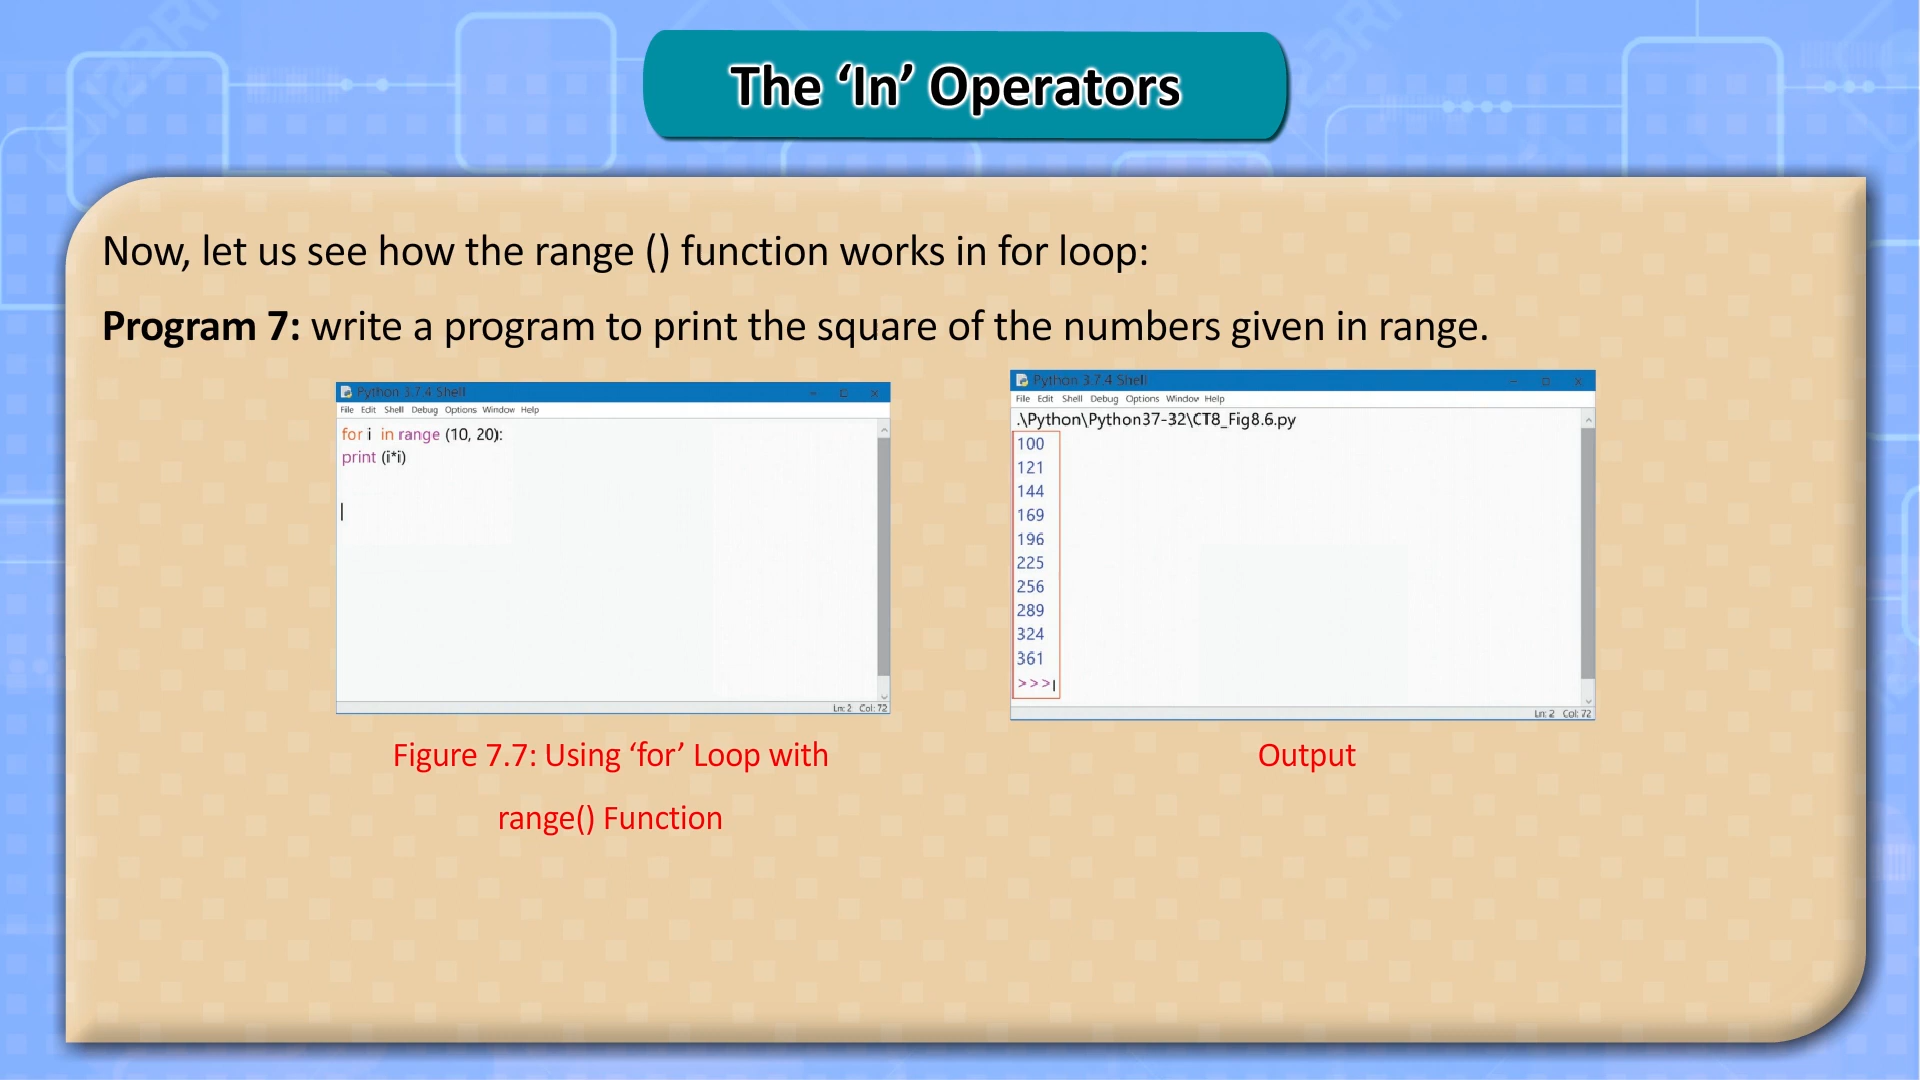 The ‘In’ Operators
Now, let us see how the range () function works in for loop:
Program 7: write a program to print the square of the numbers given in range.
Python 3.7.4 Shell
File Edit Shell Debug Options Window Help
for i in range (10, 20):
print (i*i)
Ln: 2 Col: 72
Figure 7.7: Using ‘for’ Loop with
range() Function
Python 3.7.4 Shell
File Edit Shell Debug Options Window Help
.\Python\Python37-32\CT8_Fig8.6.py
100
121
144
169
196
225
256
289
324
361
>>>
Ln: 2 Col: 72
Output